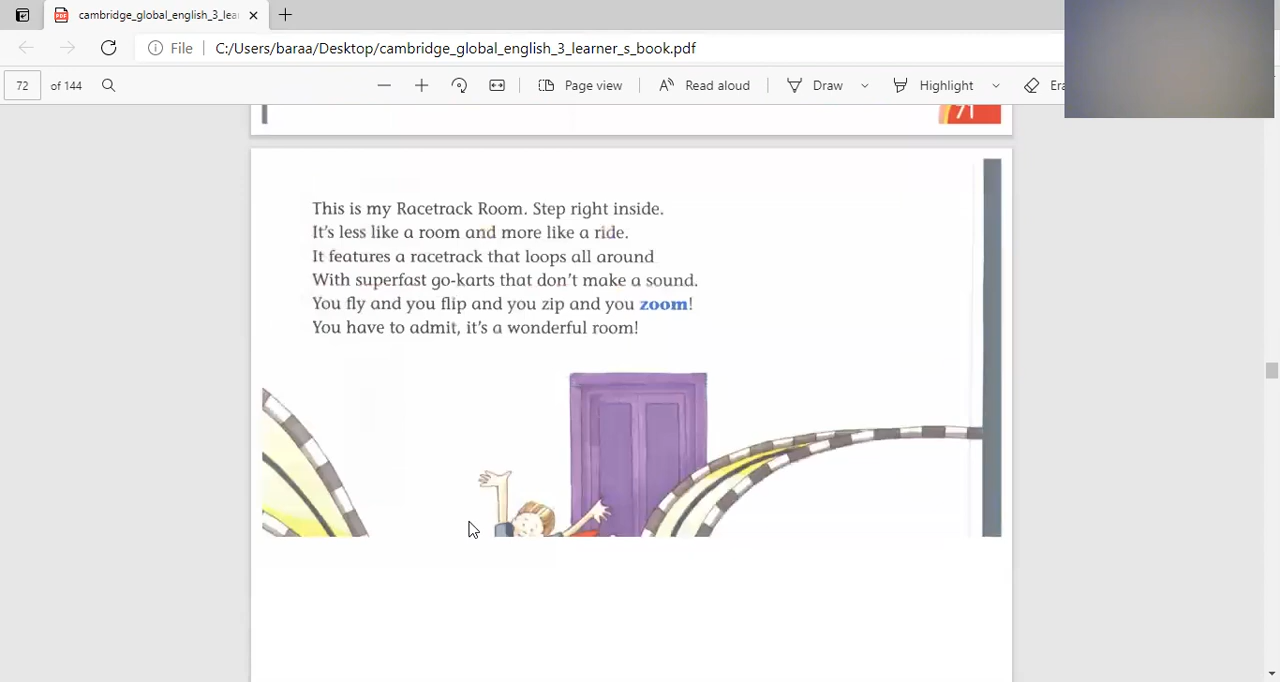 cambridge_global_english_3_lea
File
C:/Users/baraa/Desktop/cambridge_global_english_3_learner_s_book.pdf
72 of 144
Page view
Read aloud
Draw
Highlight
Era
71
This is my Racetrack Room. Step right inside.
It's less like a room and more like a ride.
It features a racetrack that loops all around
With superfast go-karts that don't make a sound.
You fly and you flip and you zip and you zoom!
You have to admit, it's a wonderful room!